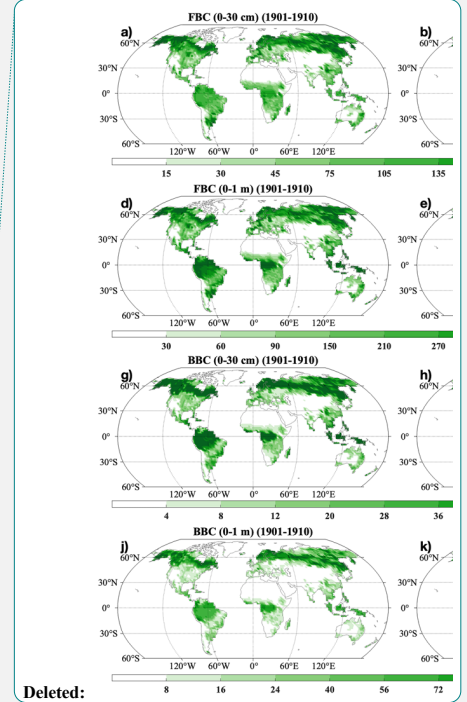 FBC (0-30 cm) (1901-1910)
a)
b)
60°N
60°N
30°N
30°N
0°
0°
30°S
30°S
60°S
60°S
120°W 60°W 0° 60°E 120°E
15 30 45 75 105 135
FBC (0-1 m) (1901-1910)
d)
e)
60°N
60°N
30°N
30°N
0°
0°
30°S
30°S
60°S
60°S
120°W 60°W 0° 60°E 120°E
30 60 90 150 210 270
BBC (0-30 cm) (1901-1910)
g)
h)
60°N
60°N
30°N
30°N
0°
0°
30°S
30°S
60°S
60°S
120°W 60°W 0° 60°E 120°E
4 8 12 20 28 36
BBC (0-1 m) (1901-1910)
j)
k)
60°N
60°N
30°N
30°N
0°
0°
30°S
30°S
60°S
60°S
120°W 60°W 0° 60°E 120°E
8 16 24 40 56 72
Deleted: